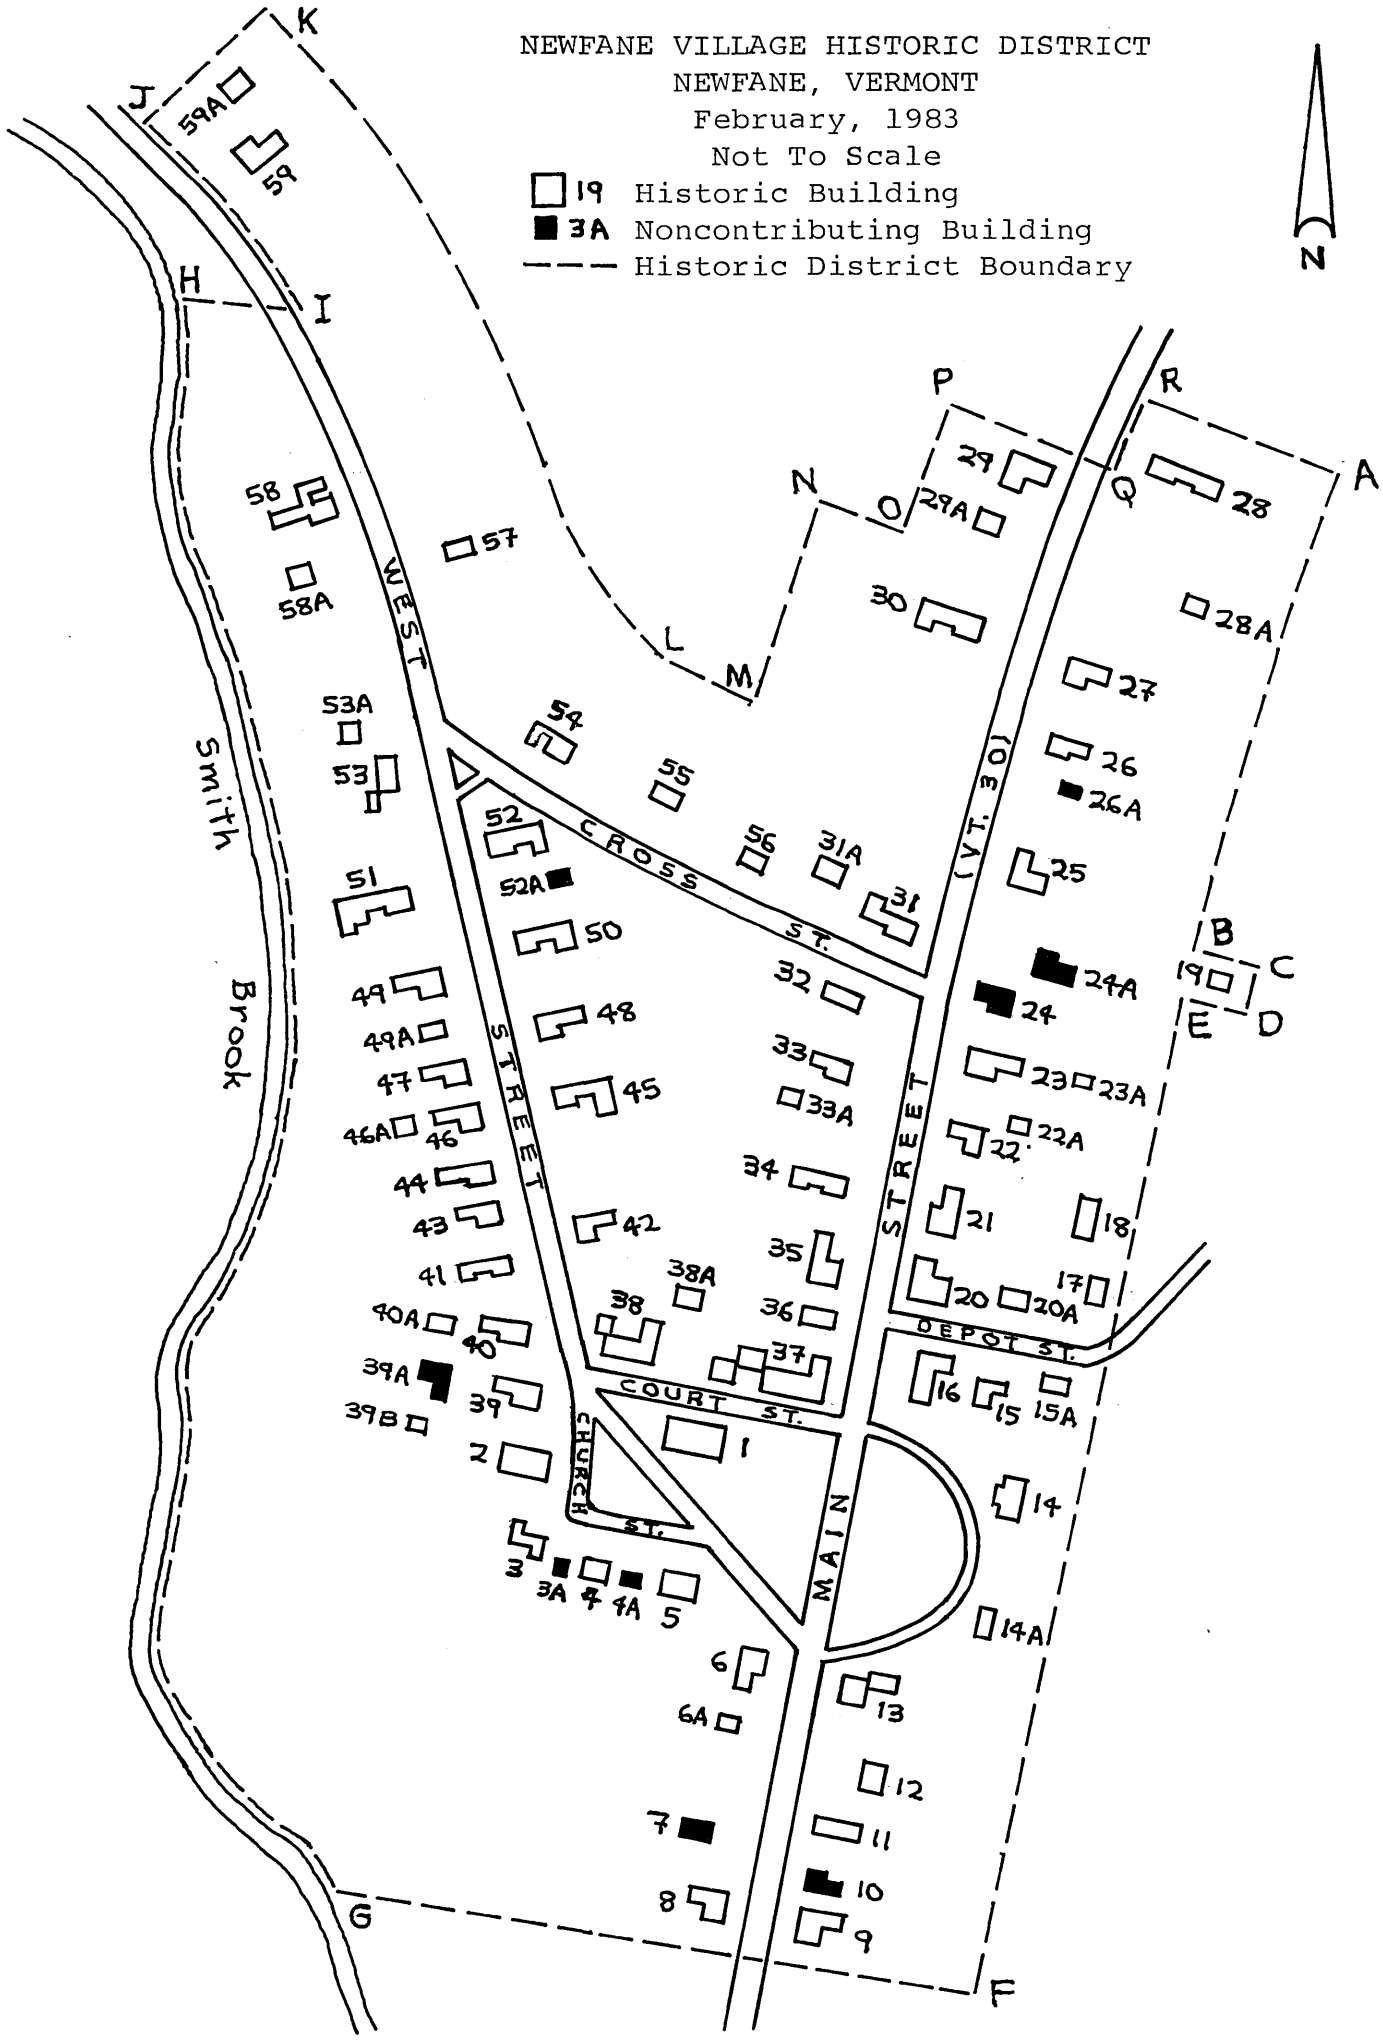 NEWFANE VILLAGE HISTORIC DISTRICT
NEWFANE, VERMONT
February, 1983
Not To Scale
19 Historic Building
3A Noncontributing Building
Historic District Boundary
N
K
J
59A
59
H
I
P
R
A
29
Q
28
N
O
29A
58
57
58A
30
28A
WEST
L
M
27
53A
54
(VT. 30)
26
53
55
26A
Smith
52
CROSS
56
31A
25
51
52A
31
50
ST.
B
C
19
32
24A
49
E
D
Brook
48
24
49A
STREET
33
47
45
23
23A
33A
46A
46
STREET
22
22A
34
44
43
42
35
21
18
41
38A
17
40A
38
36
20
20A
40
DEPOT ST.
39A
37
39
COURT ST.
16
15
15A
39B
2
CHURCH
1
14
ST.
MAIN
3
3A
4
4A
5
14A
6
6A
13
12
7
11
10
8
9
G
F